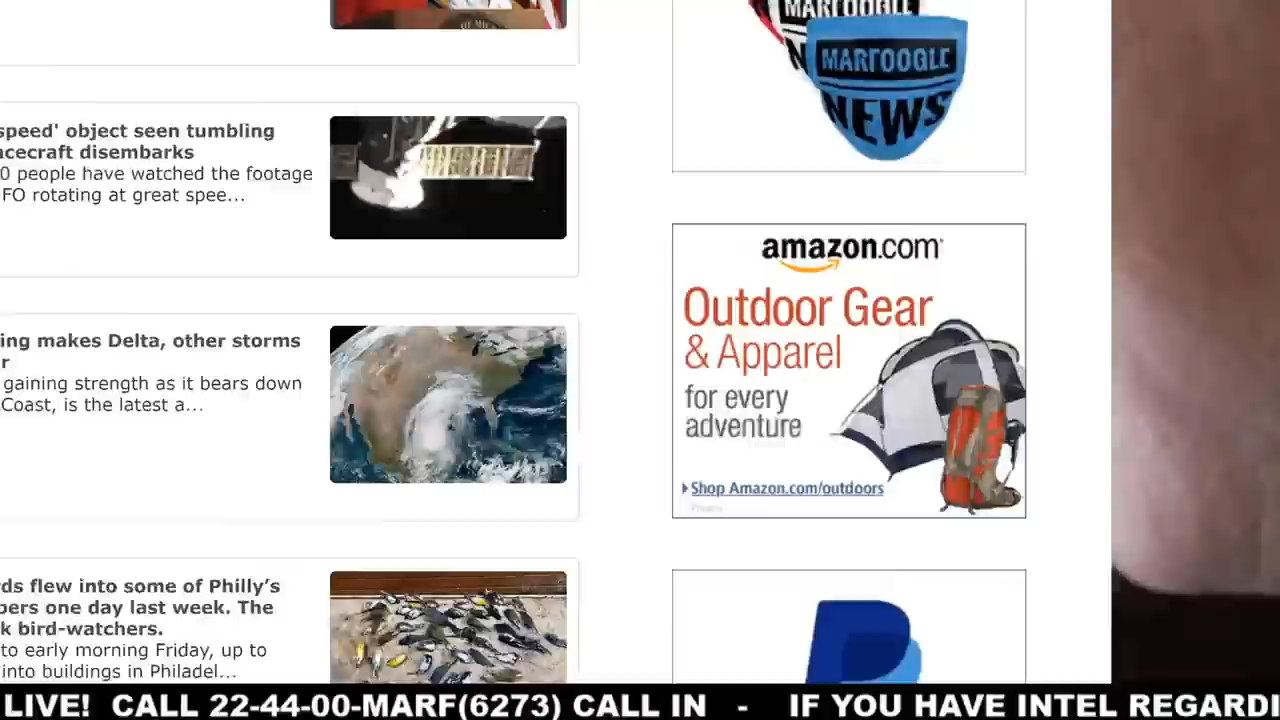 speed' object seen tumbling
cecraft disembarks
0 people have watched the footage
FO rotating at great spee...
ing makes Delta, other storms
r
gaining strength as it bears down
Coast, is the latest a...
ds flew into some of Philly's
pers one day last week. The
k bird-watchers.
to early morning Friday, up to
into buildings in Philadel...
MARFOOGLE
N
MARFOOGLE
NEWS
amazon.com
Outdoor Gear
& Apparel
for every
adventure
Shop Amazon.com/outdoors
Privacy
LIVE! CALL 22-44-00-MARF(6273) CALL IN - IF YOU HAVE INTEL REGARDI